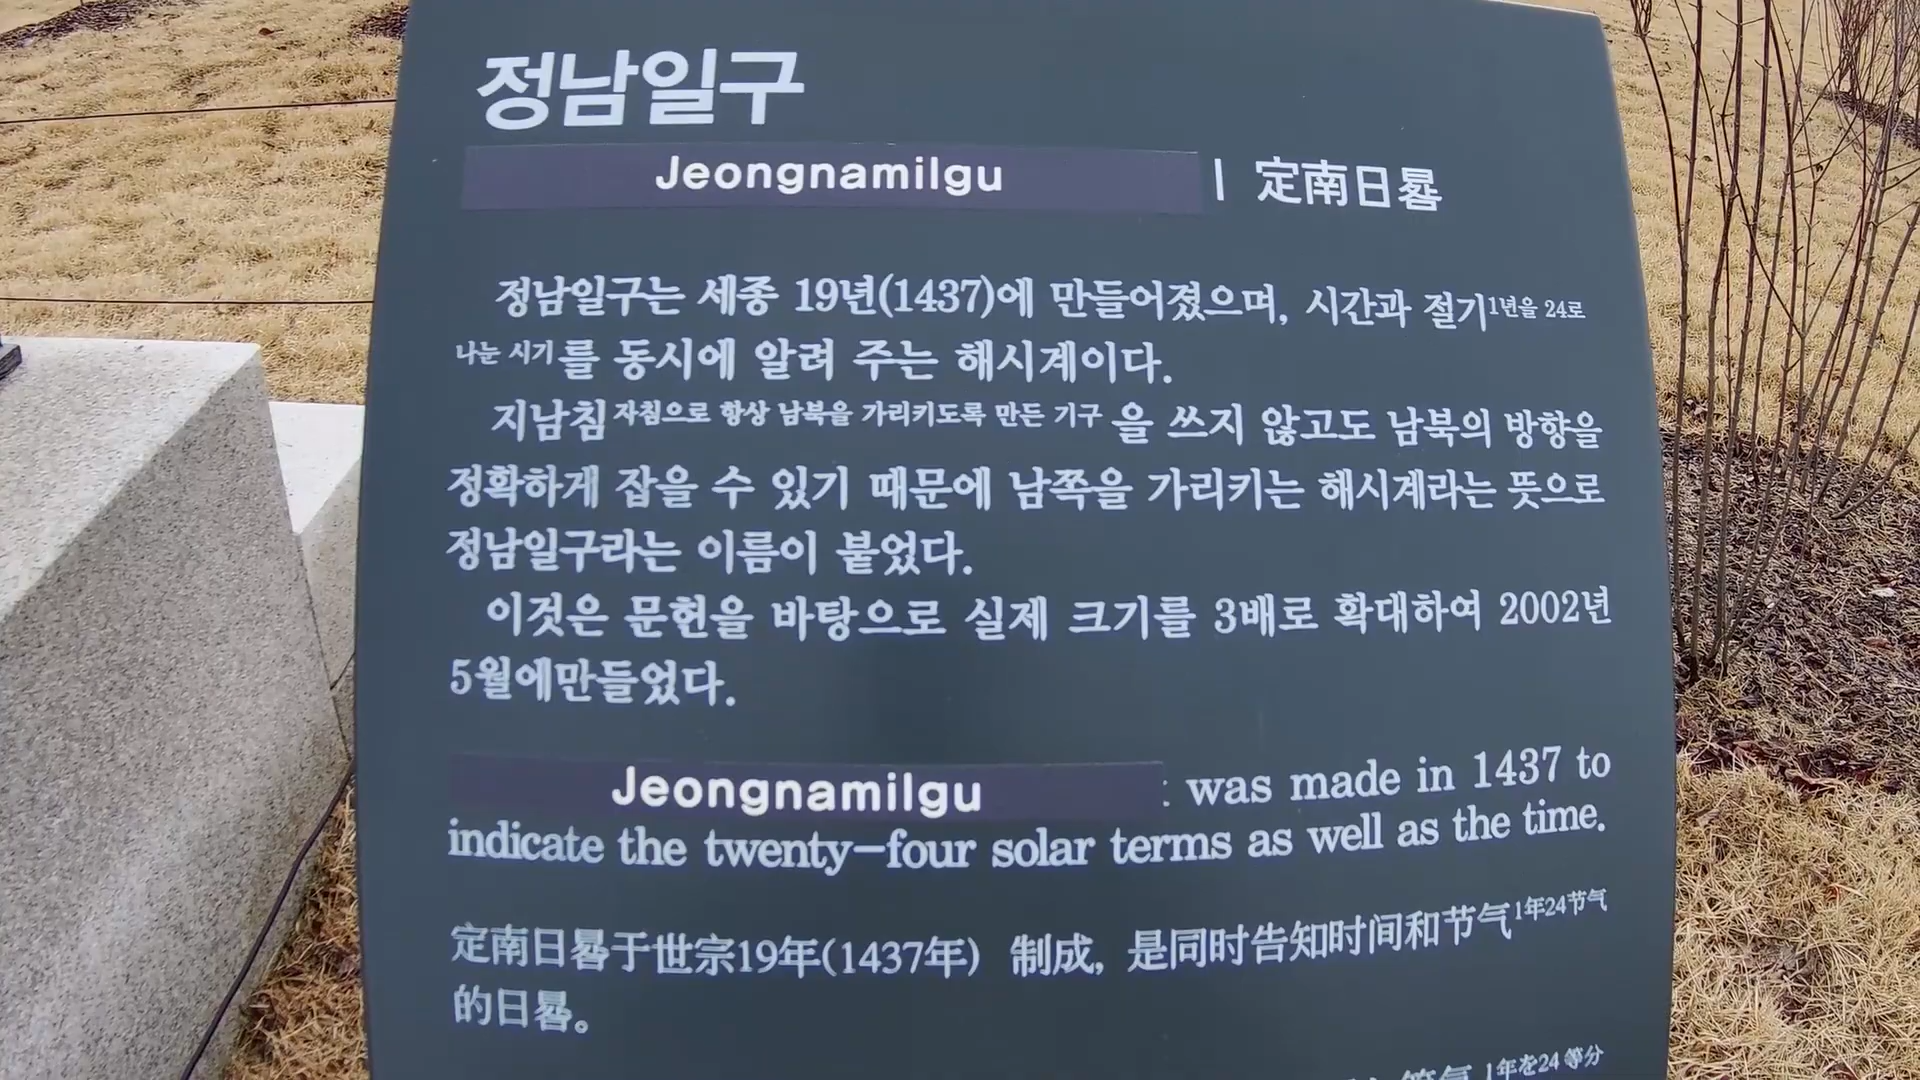 정남일구
Jeongnamilgu | 定南日晷
정남일구는 세종 19년(1437)에 만들어졌으며, 시간과 절기1년을 24로
나눈 시기를 동시에 알려 주는 해시계이다.
지남침 자침으로 항상 남북을 가리키도록 만든 기구 을 쓰지 않고도 남북의 방향을
정확하게 잡을 수 있기 때문에 남쪽을 가리키는 해시계라는 뜻으로
정남일구라는 이름이 붙었다.
이것은 문헌을 바탕으로 실제 크기를 3배로 확대하여 2002년
5월에만들었다.
Jeongnamilgu was made in 1437 to
indicate the twenty-four solar terms as well as the time.
定南日晷于世宗19年(1437年) 制成, 是同时告知时间和节气1年24节气
的日晷。
1年を24等分